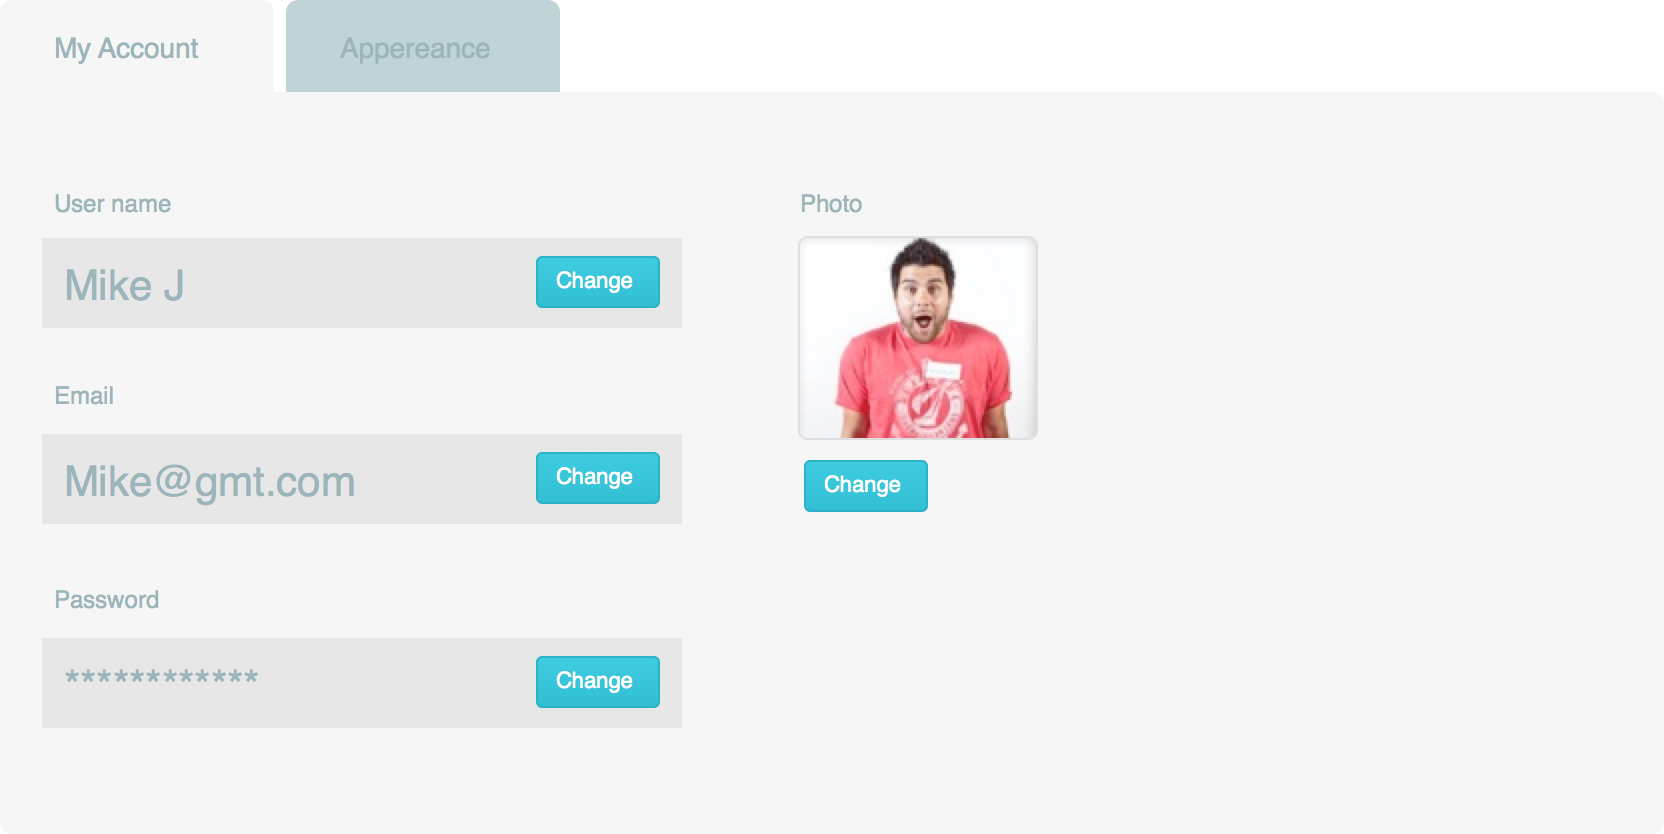 My Account
Appereance
User name
Mike J
Change
Email
Mike@gmt.com
Change
Password
************
Change
Photo
Change